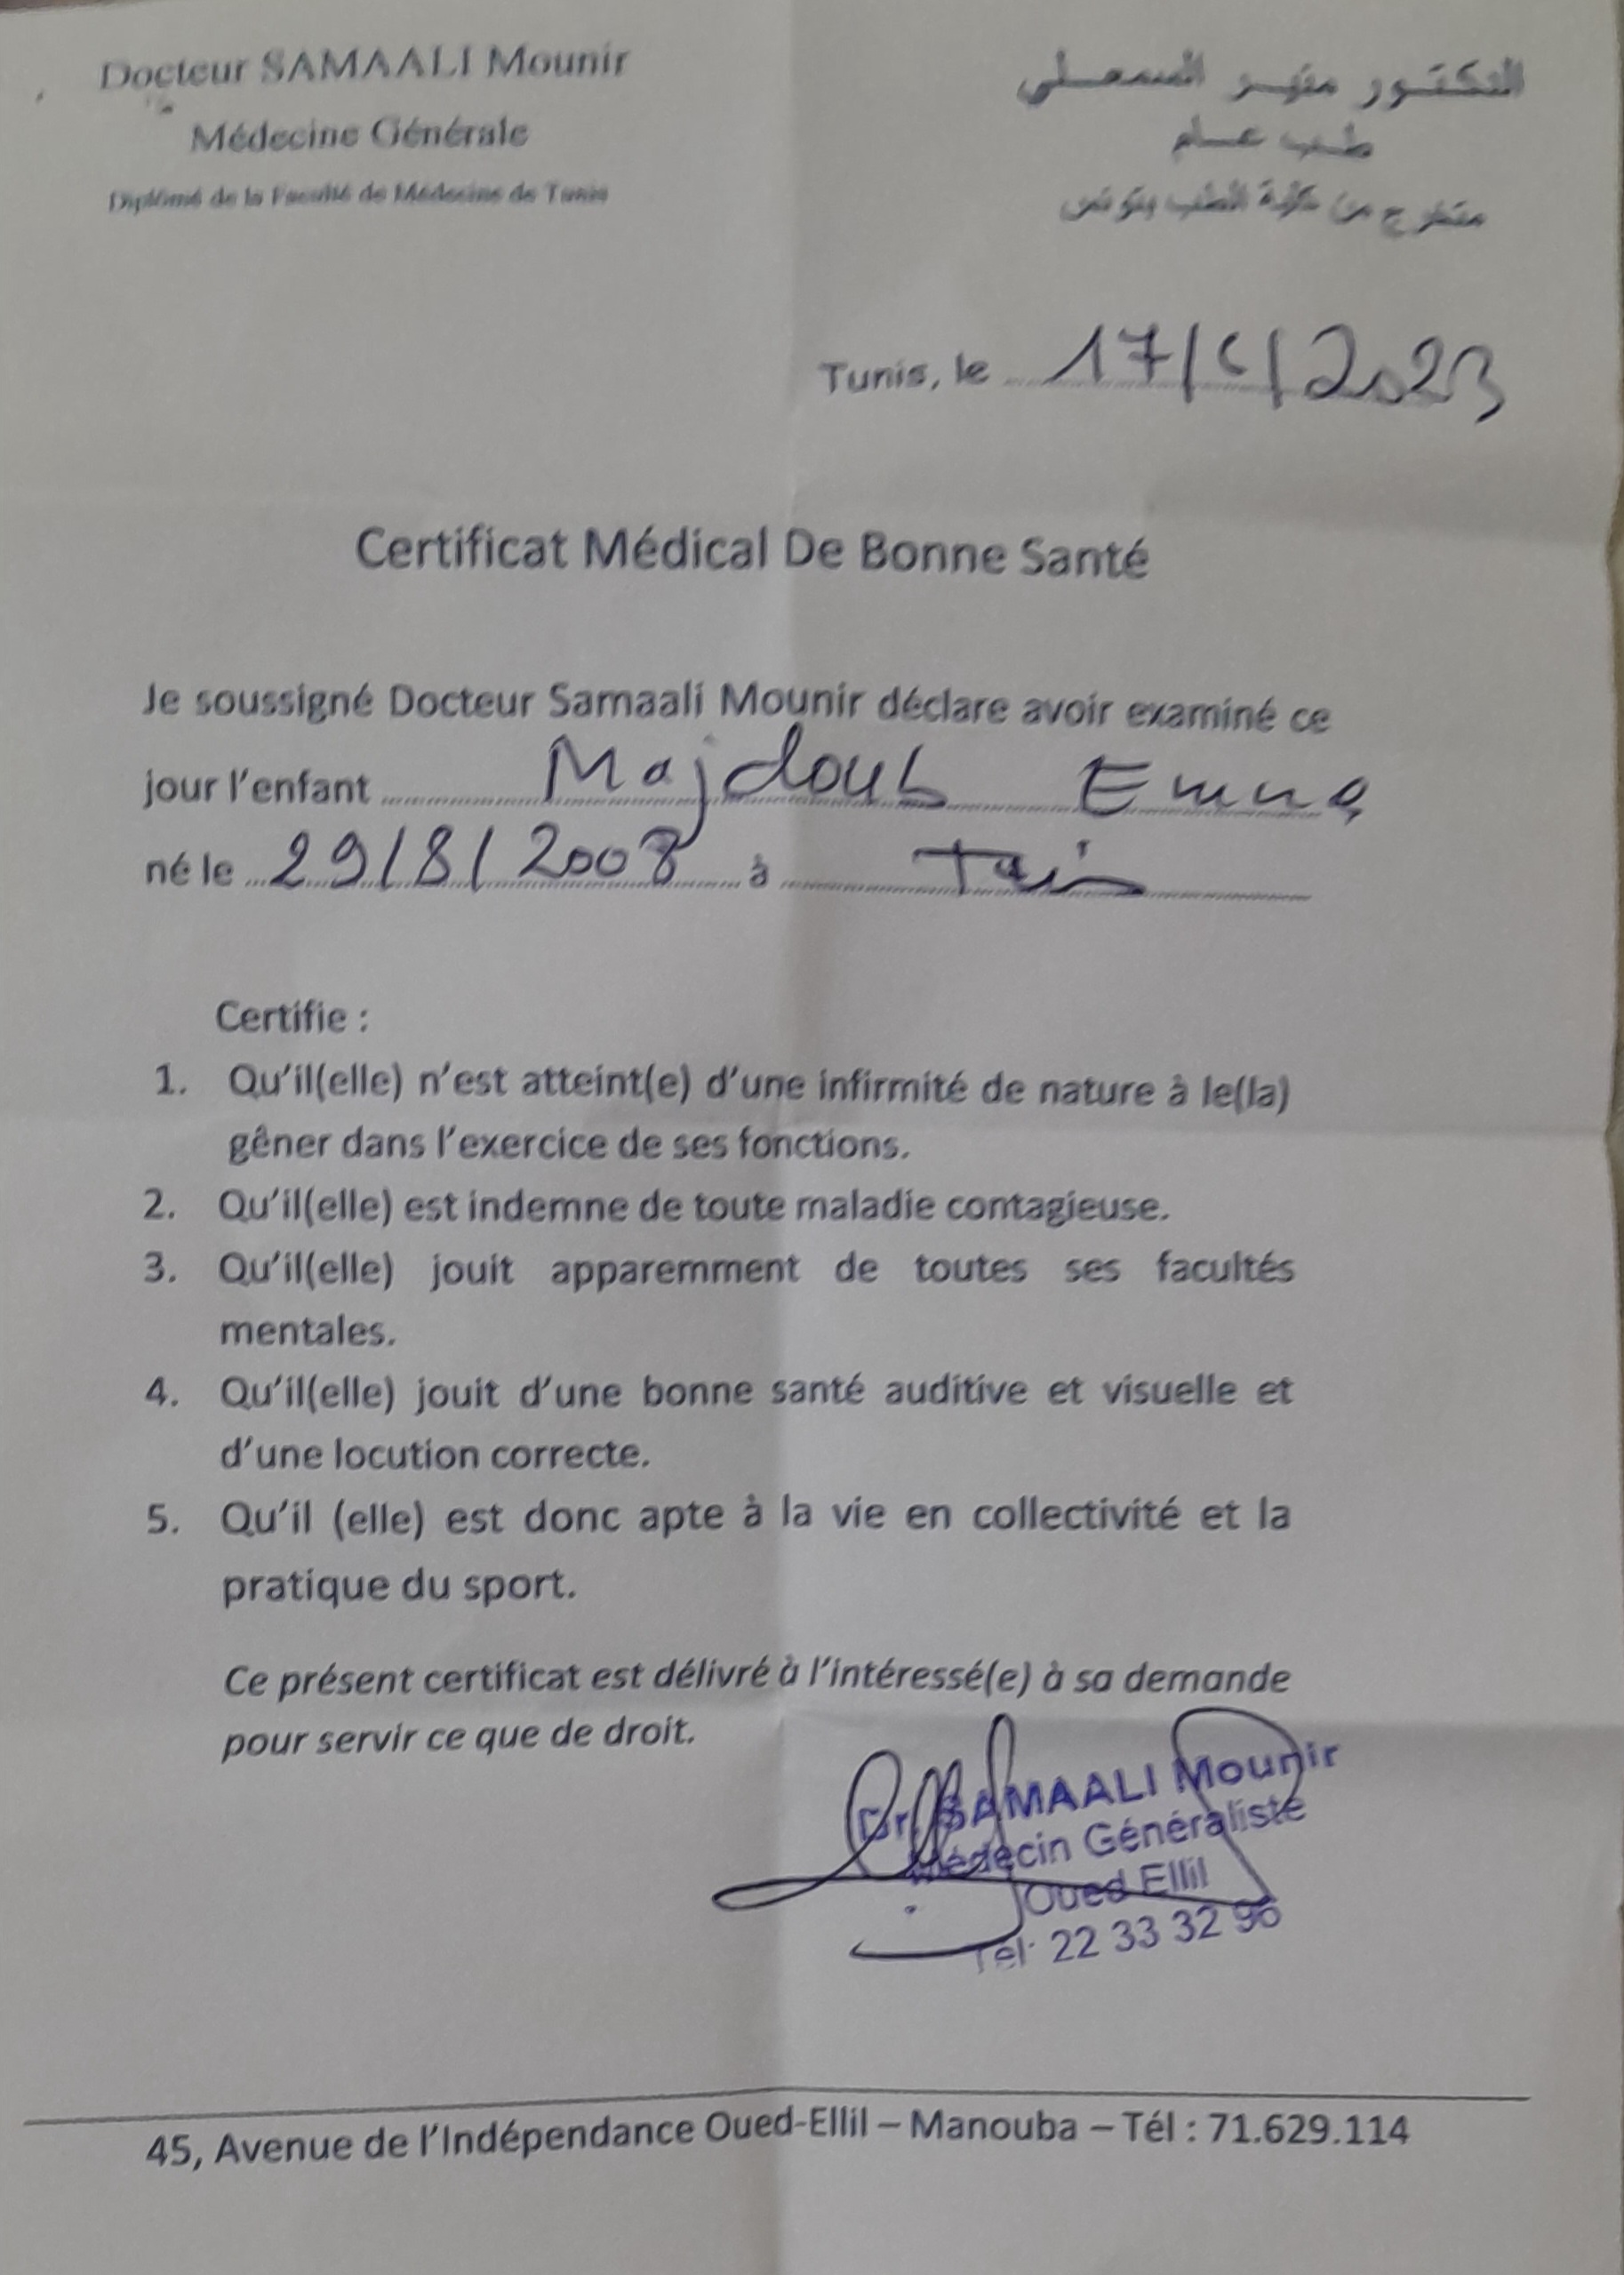 Docteur SAMAALI Mounir
Médecine Générale
Diplômé de la Faculté de Médecine de Tunis
الدكتور منير السمعلي
طب عام
متخرج من كلية الطب بتونس
Tunis, le 17/ /2023
Certificat Médical De Bonne Santé
Je soussigné Docteur Samaali Mounir déclare avoir examiné ce
jour l'enfant Majdoub Emna
né le 29/8/2008 à
Certifie :
1. Qu'il(elle) n'est atteint(e) d'une infirmité de nature à le(la)
gêner dans l'exercice de ses fonctions.
2. Qu'il(elle) est indemne de toute maladie contagieuse.
3. Qu'il(elle) jouit apparemment de toutes ses facultés
mentales.
4. Qu'il(elle) jouit d'une bonne santé auditive et visuelle et
d'une locution correcte.
5. Qu'il (elle) est donc apte à la vie en collectivité et la
pratique du sport.
Ce présent certificat est délivré à l'intéressé(e) à sa demande
pour servir ce que de droit.
Dr. SAMAALI Mounir
Médecin Généraliste
Oued Ellil
Tél: 22 33 32 96
45, Avenue de l'Indépendance Oued-Ellil – Manouba – Tél : 71.629.114